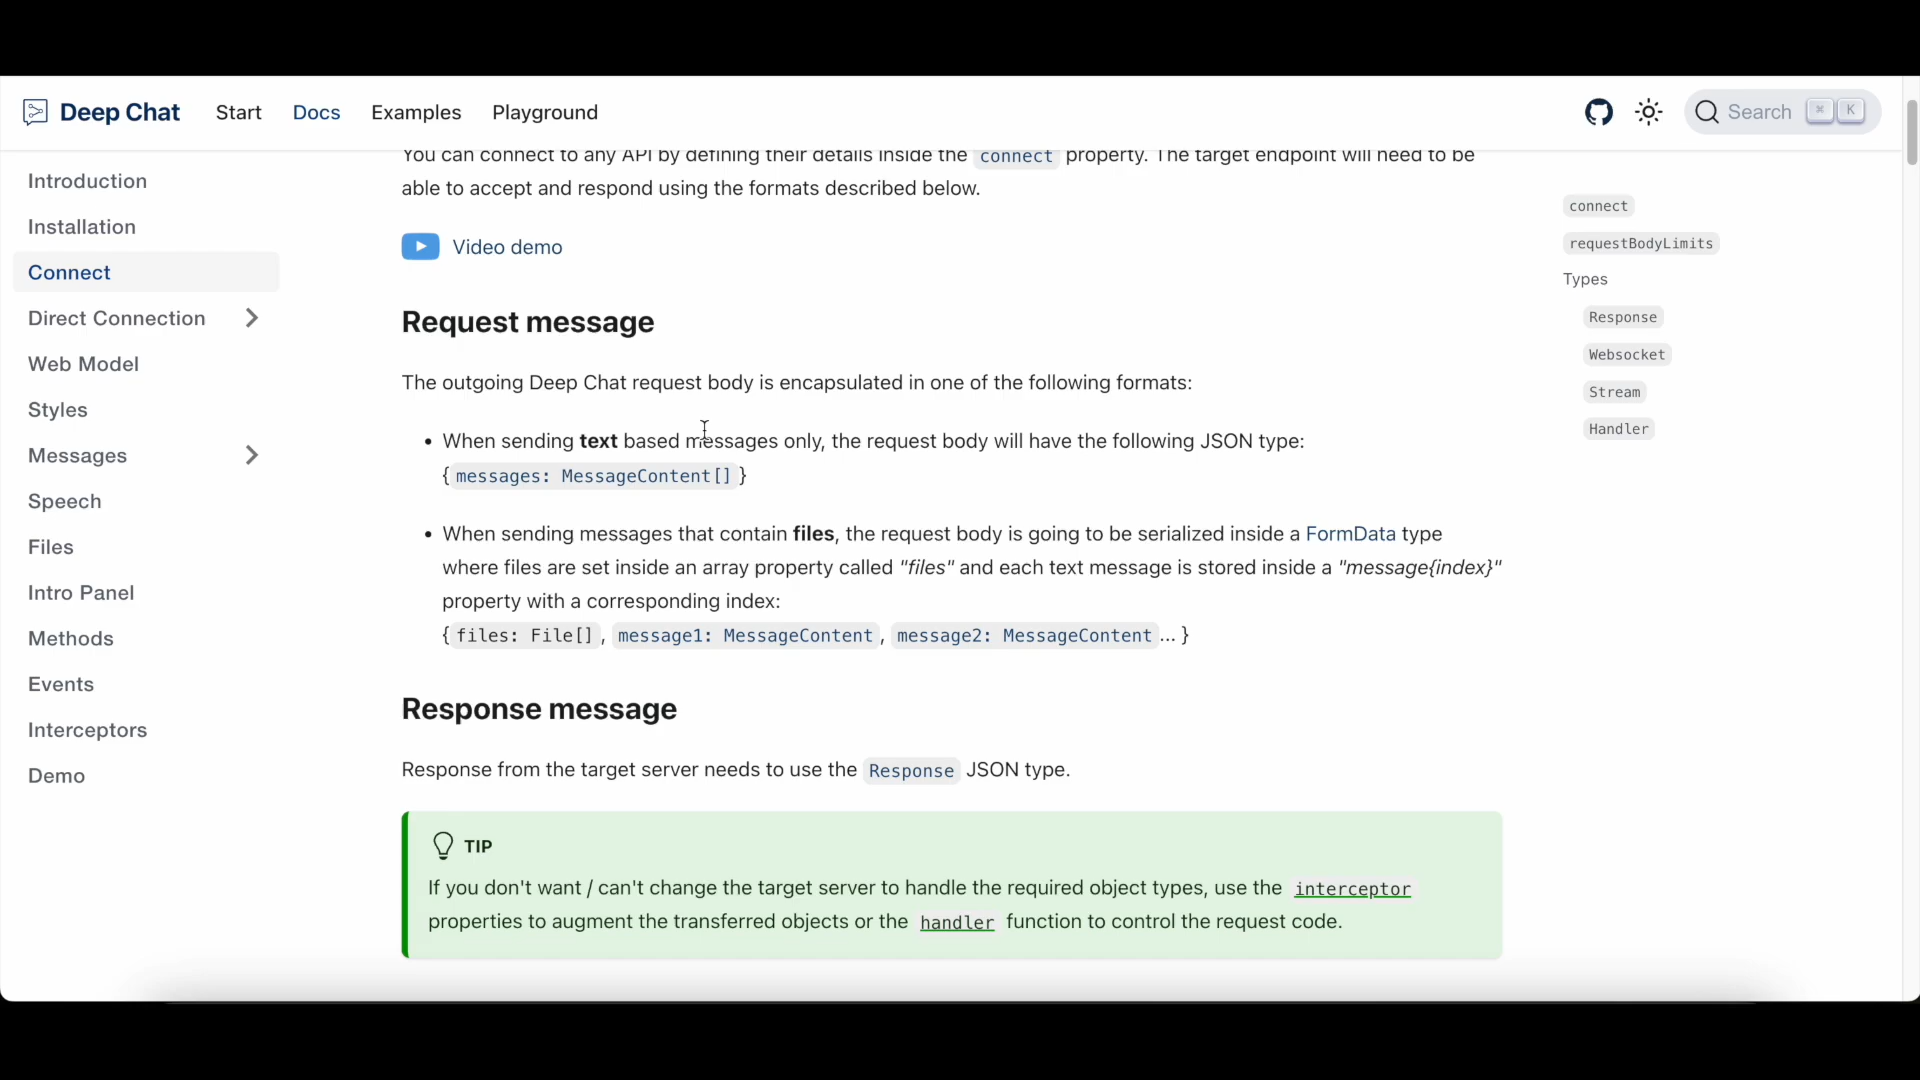 Deep Chat Start Docs Examples Playground Search ⌘ K
Introduction
Installation
Connect
Direct Connection
Web Model
Styles
Messages
Speech
Files
Intro Panel
Methods
Events
Interceptors
Demo
You can connect to any API by defining their details inside the connect property. The target endpoint will need to be
able to accept and respond using the formats described below.
Video demo
Request message
The outgoing Deep Chat request body is encapsulated in one of the following formats:
• When sending text based messages only, the request body will have the following JSON type:
{ messages: MessageContent[] }
• When sending messages that contain files, the request body is going to be serialized inside a FormData type
where files are set inside an array property called "files" and each text message is stored inside a "message{index}"
property with a corresponding index:
{ files: File[] , message1: MessageContent , message2: MessageContent ... }
Response message
Response from the target server needs to use the Response JSON type.
TIP
If you don't want / can't change the target server to handle the required object types, use the interceptor
properties to augment the transferred objects or the handler function to control the request code.
connect
requestBodyLimits
Types
Response
Websocket
Stream
Handler